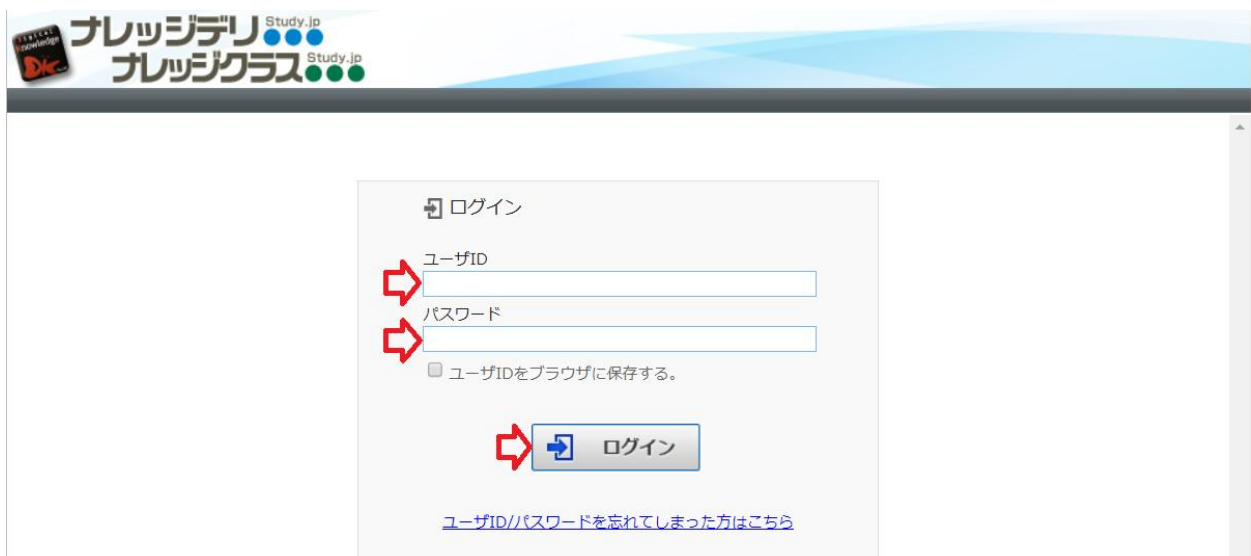 Digital
Knowledge
ナレッジデリ Study.jp
ナレッジクラス Study.jp
ログイン
ユーザID
パスワード
ユーザIDをブラウザに保存する。
ログイン
ユーザID/パスワードを忘れてしまった方はこちら